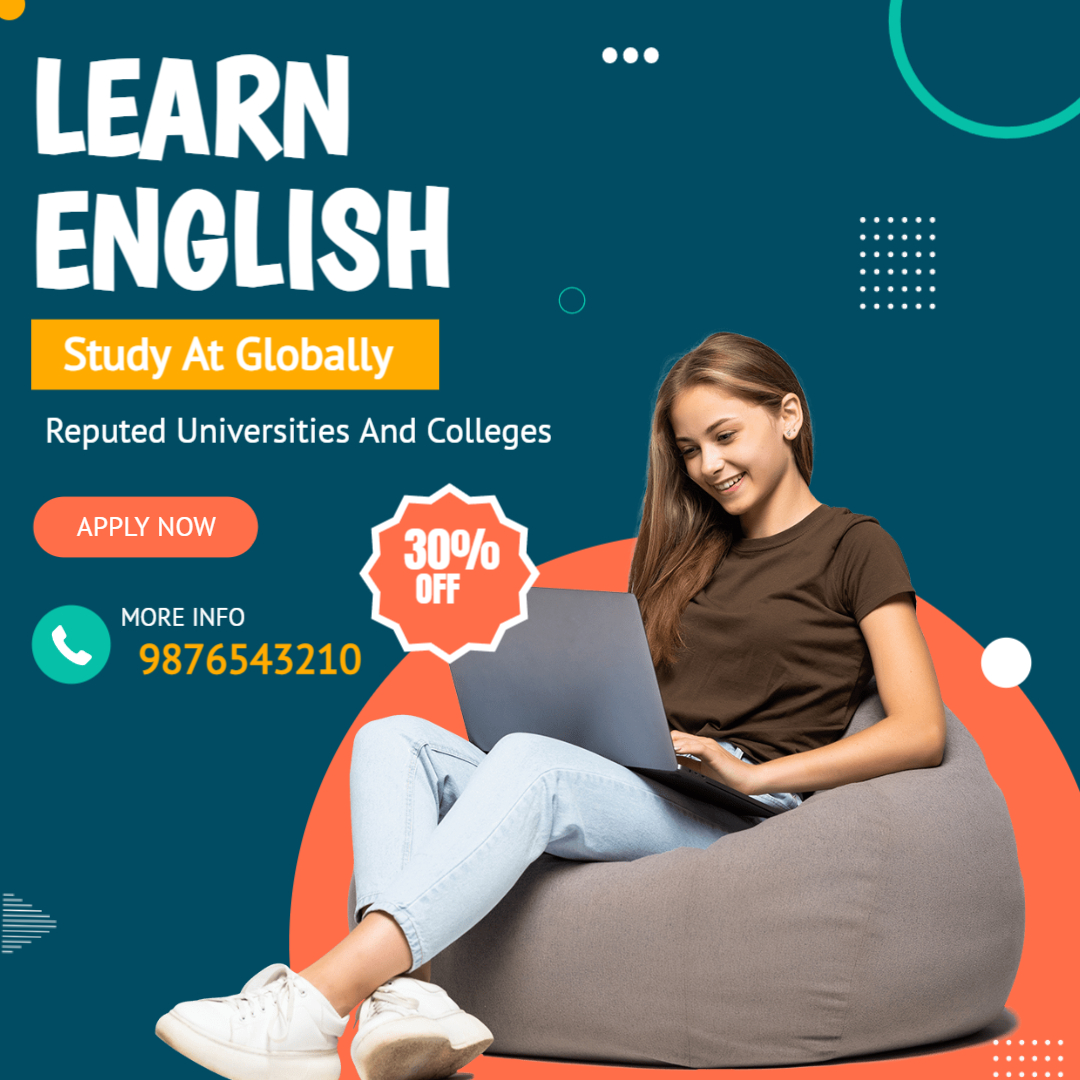 LEARN
ENGLISH
Study At Globally
Reputed Universities And Colleges
APPLY NOW
30%
OFF
MORE INFO
9876543210